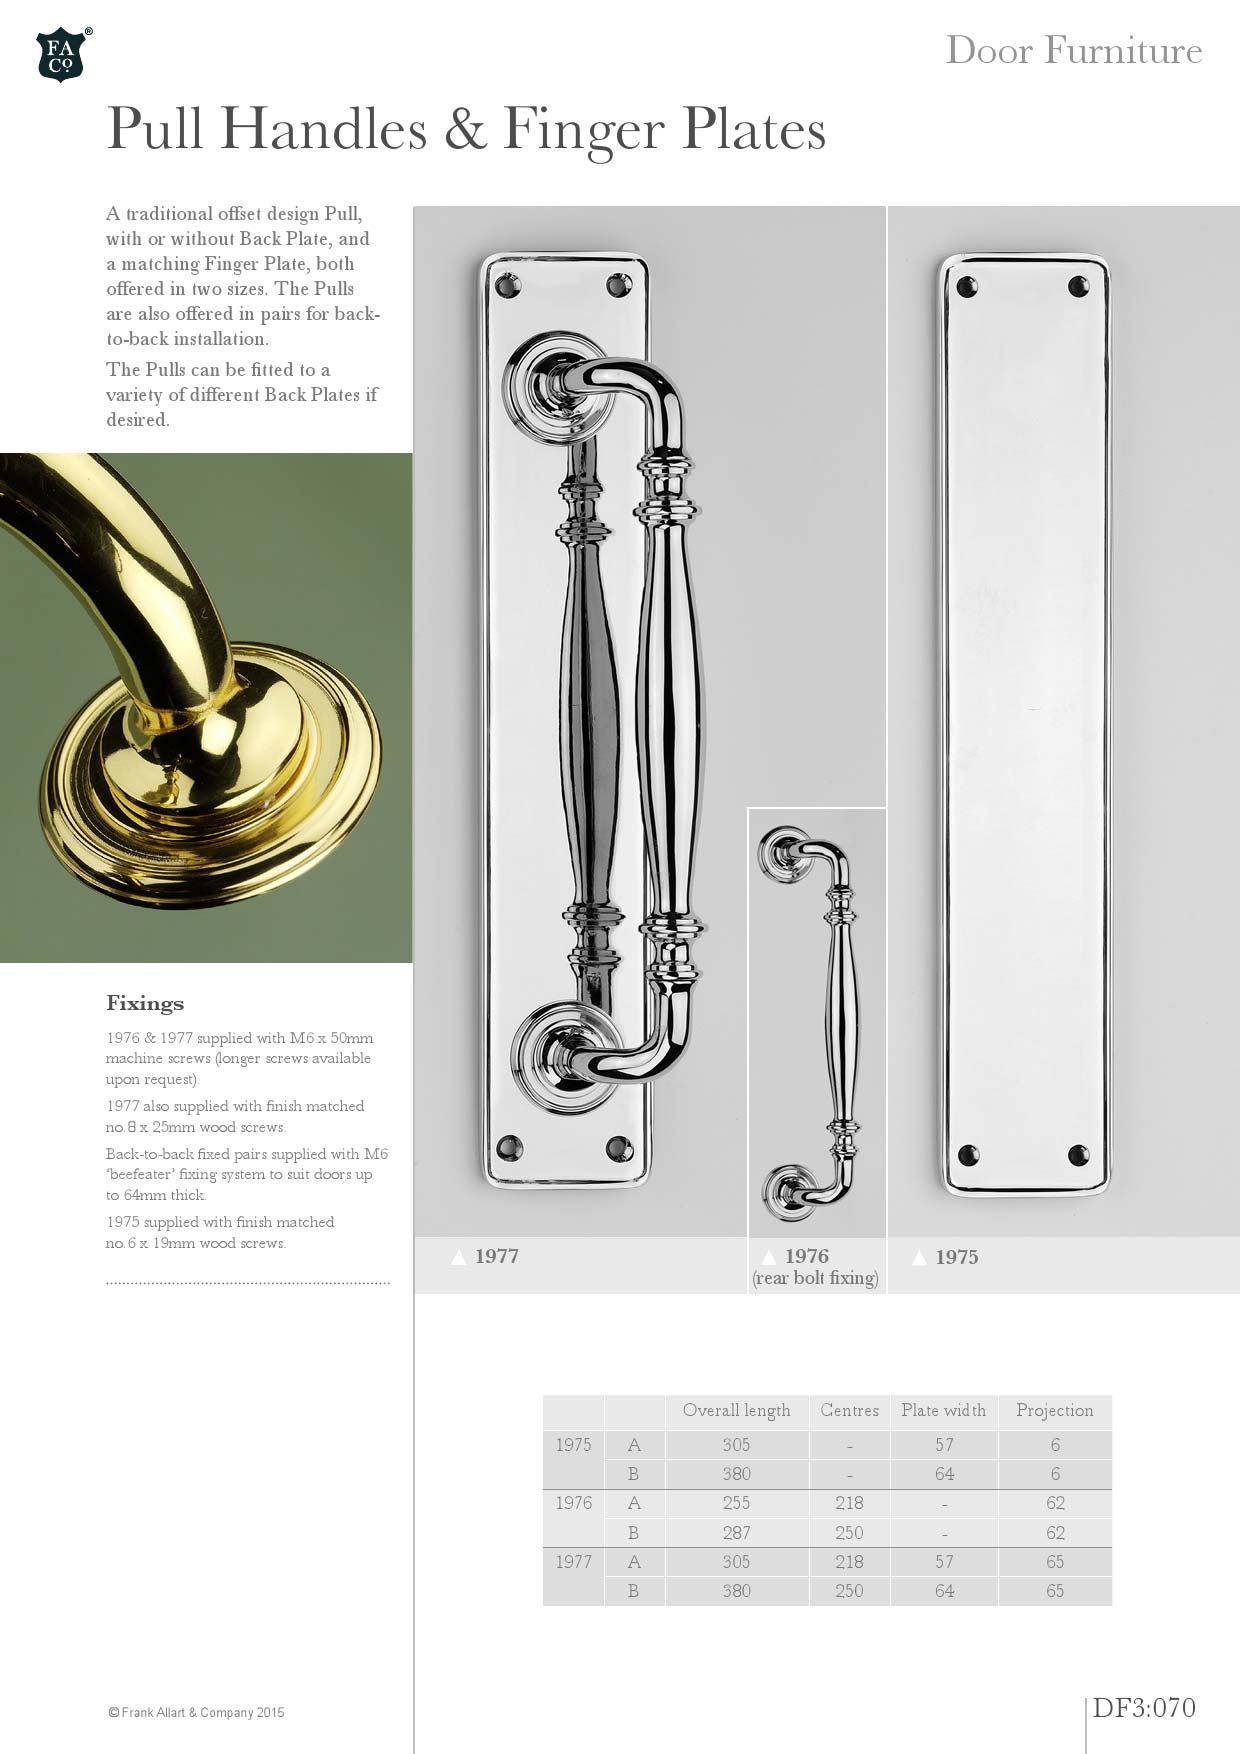 FA
Co.
®
Door Furniture
Pull Handles & Finger Plates
A traditional offset design Pull,
with or without Back Plate, and
a matching Finger Plate, both
offered in two sizes. The Pulls
are also offered in pairs for back-
to-back installation.
The Pulls can be fitted to a
variety of different Back Plates if
desired.
Fixings
1976 & 1977 supplied with M6 x 50mm
machine screws (longer screws available
upon request).
1977 also supplied with finish matched
no.8 x 25mm wood screws.
Back-to-back fixed pairs supplied with M6
‘beefeater’ fixing system to suit doors up
to 64mm thick.
1975 supplied with finish matched
no.6 x 19mm wood screws.
▲ 1977
▲ 1976
(rear bolt fixing)
▲ 1975
Overall length Centres Plate width Projection
1975 A 305 - 57 6
B 380 - 64 6
1976 A 255 218 - 62
B 287 250 - 62
1977 A 305 218 57 65
B 380 250 64 65
© Frank Allart & Company 2015
DF3:070